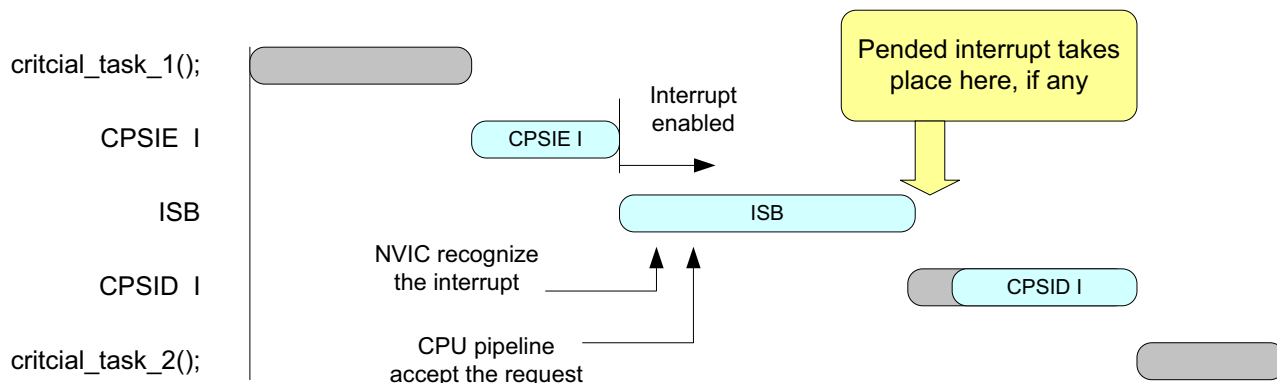 critcial_task_1();
Pended interrupt takes
place here, if any
Interrupt
enabled
CPSIE I
CPSIE I
ISB
ISB
NVIC recognize
the interrupt
CPSID I
CPSID I
CPU pipeline
accept the request
critcial_task_2();